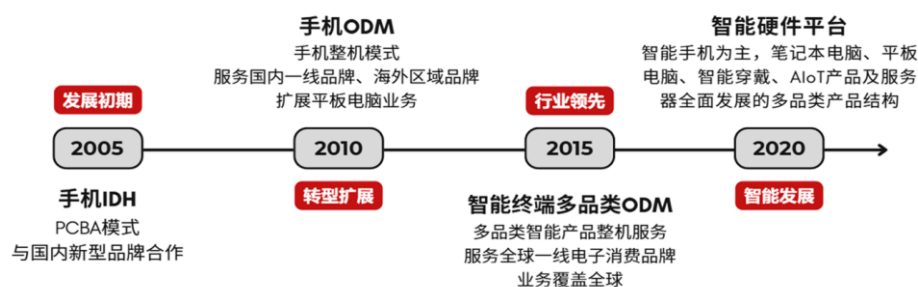 手机ODM
手机整机模式
服务国内一线品牌、海外区域品牌
扩展平板电脑业务
智能硬件平台
智能手机为主，笔记本电脑、平板
电脑、智能穿戴、AIoT产品及服务
器全面发展的多品类产品结构
发展初期
行业领先
2005
2010
2015
2020
手机IDH
PCBA模式
与国内新型品牌合作
转型扩展
智能终端多品类ODM
多品类智能产品整机服务
服务全球一线电子消费品牌
业务覆盖全球
智能发展